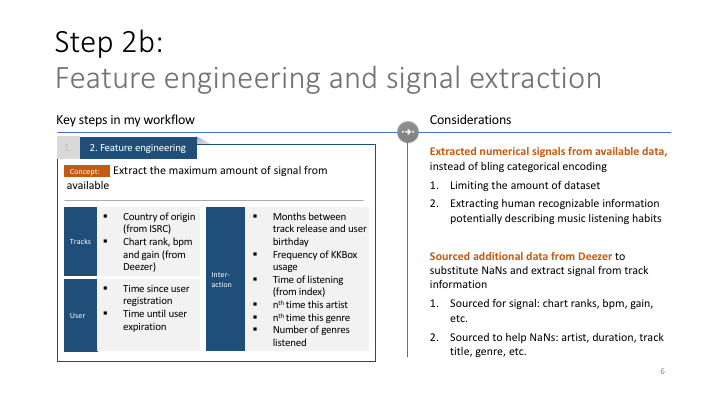 Step 2b:
Feature engineering and signal extraction
Key steps in my workflow
Considerations
1.
2. Feature engineering
Concept: Extract the maximum amount of signal from
available
Tracks
▪ Country of origin
(from ISRC)
▪ Chart rank, bpm
and gain (from
Deezer)
User
▪ Time since user
registration
▪ Time until user
expiration
Inter-
action
▪ Months between
track release and user
birthday
▪ Frequency of KKBox
usage
▪ Time of listening
(from index)
▪ nth time this artist
▪ nth time this genre
▪ Number of genres
listened
Extracted numerical signals from available data,
instead of bling categorical encoding
1. Limiting the amount of dataset
2. Extracting human recognizable information
potentially describing music listening habits
Sourced additional data from Deezer to
substitute NaNs and extract signal from track
information
1. Sourced for signal: chart ranks, bpm, gain,
etc.
2. Sourced to help NaNs: artist, duration, track
title, genre, etc.
6